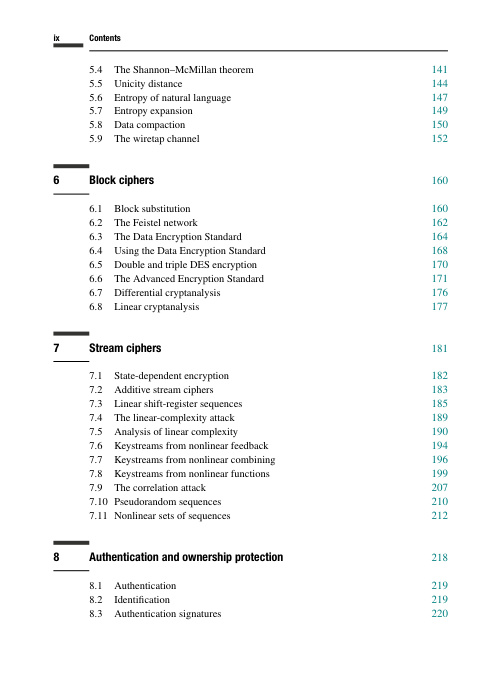 ix Contents
5.4 The Shannon–McMillan theorem 141
5.5 Unicity distance 144
5.6 Entropy of natural language 147
5.7 Entropy expansion 149
5.8 Data compaction 150
5.9 The wiretap channel 152
6 Block ciphers 160
6.1 Block substitution 160
6.2 The Feistel network 162
6.3 The Data Encryption Standard 164
6.4 Using the Data Encryption Standard 168
6.5 Double and triple DES encryption 170
6.6 The Advanced Encryption Standard 171
6.7 Differential cryptanalysis 176
6.8 Linear cryptanalysis 177
7 Stream ciphers 181
7.1 State-dependent encryption 182
7.2 Additive stream ciphers 183
7.3 Linear shift-register sequences 185
7.4 The linear-complexity attack 189
7.5 Analysis of linear complexity 190
7.6 Keystreams from nonlinear feedback 194
7.7 Keystreams from nonlinear combining 196
7.8 Keystreams from nonlinear functions 199
7.9 The correlation attack 207
7.10 Pseudorandom sequences 210
7.11 Nonlinear sets of sequences 212
8 Authentication and ownership protection 218
8.1 Authentication 219
8.2 Identification 219
8.3 Authentication signatures 220